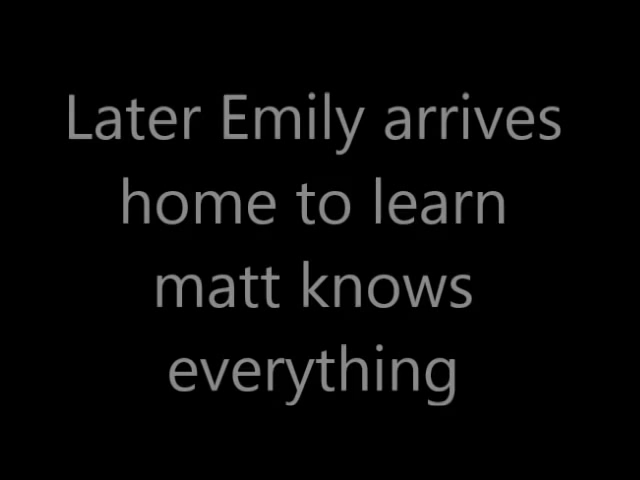 Later Emily arrives
home to learn
matt knows
everything